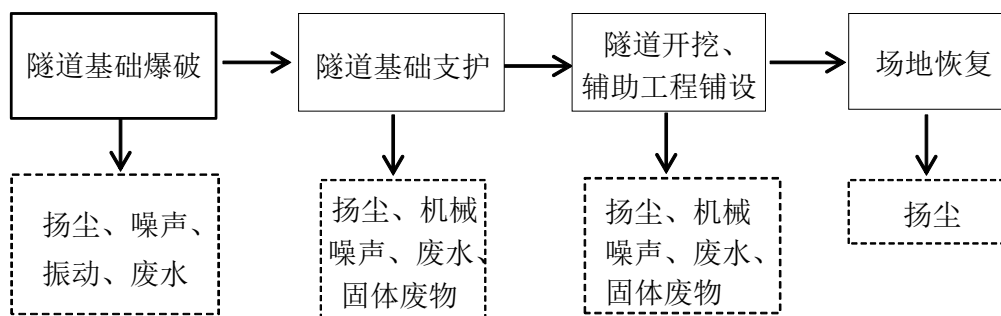 隧道基础爆破
隧道基础支护
隧道开挖、
辅助工程铺设
场地恢复
扬尘、噪声、
振动、废水
扬尘、机械
噪声、废水、
固体废物
扬尘、机械
噪声、废水、
固体废物
扬尘